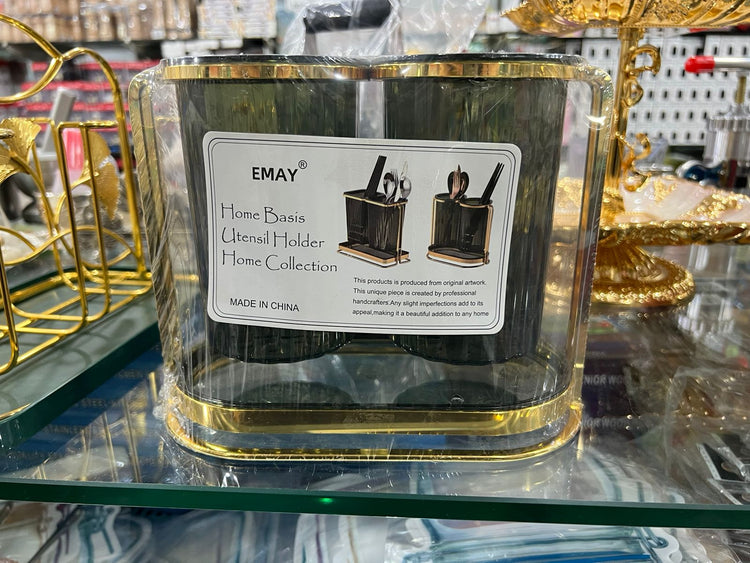 EMAY®
Home Basis
Utensil Holder
Home Collection
MADE IN CHINA
This products is produced from original artwork.
This unique piece is created by professional
handcrafters.Any slight imperfections add to its
appeal,making it a beautiful addition to any home